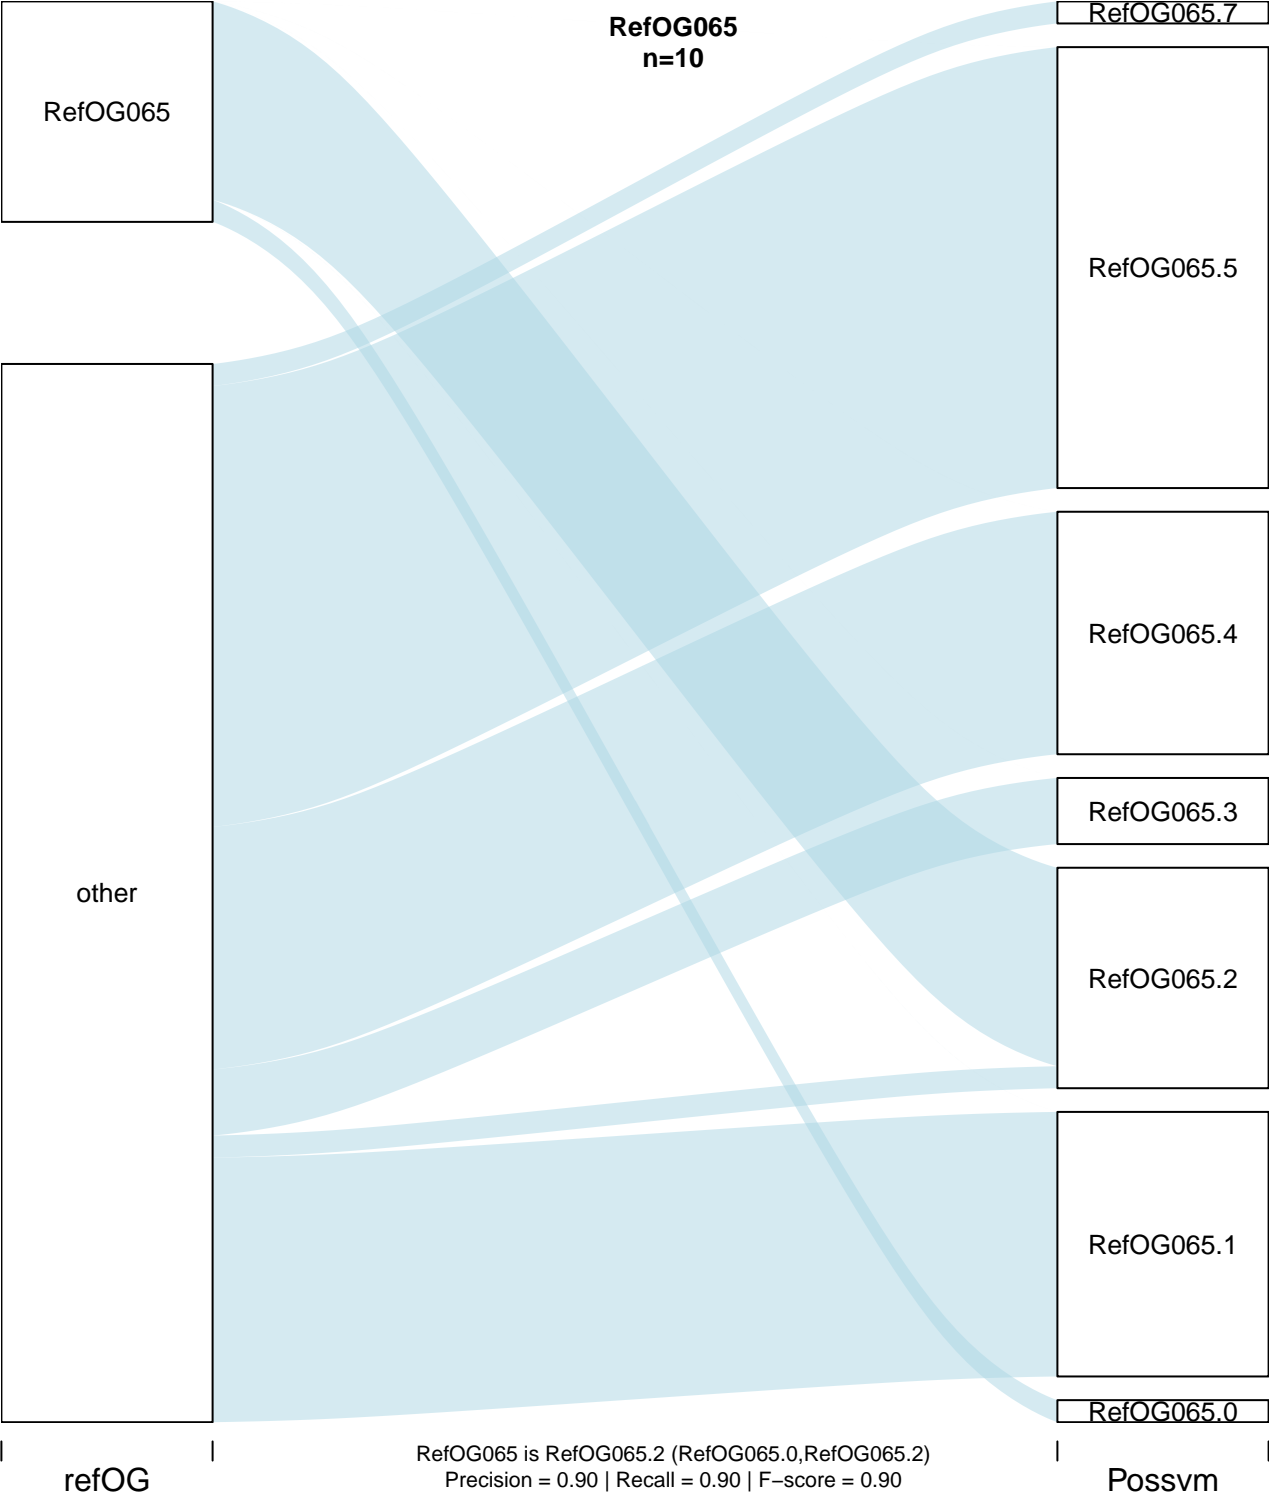 RefOG065
n=10
RefOG065
other
RefOG065.7
RefOG065.5
RefOG065.4
RefOG065.3
RefOG065.2
RefOG065.1
RefOG065.0
refOG
RefOG065 is RefOG065.2 (RefOG065.0,RefOG065.2)
Precision = 0.90 | Recall = 0.90 | F−score = 0.90
Possvm